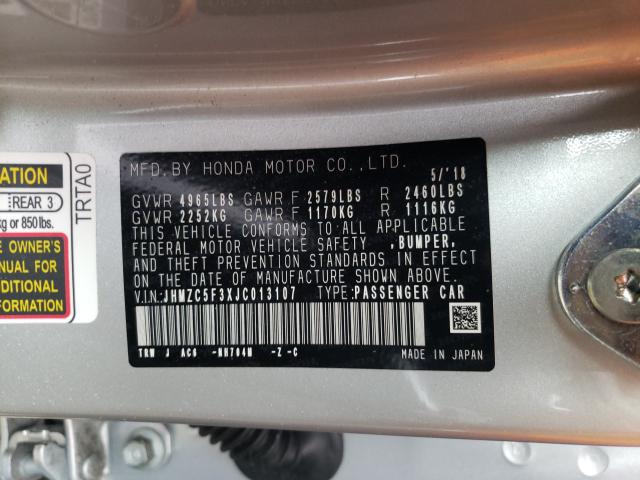 MFD.BY HONDA MOTOR CO.,LTD. 5/'18
GVWR 4965LBS GAWR F 2579LBS R 2460LBS
GVWR 2252KG GAWR F 1170KG R 1116KG
THIS VEHICLE CONFORMS TO ALL APPLICABLE
FEDERAL MOTOR VEHICLE SAFETY ,BUMPER,
AND THEFT PREVENTION STANDARDS IN EFFECT
ON THE DATE OF MANUFACTURE SHOWN ABOVE.
V.I.N:JHMZC5F3XJC013107 TYPE:PASSENGER CAR
TRW J AC6 -NH704M -Z -C
MADE IN JAPAN
TRTA0
ATION
REAR 3
kg or 850 lbs.
E OWNER'S
NUAL FOR
DITIONAL
FORMATION